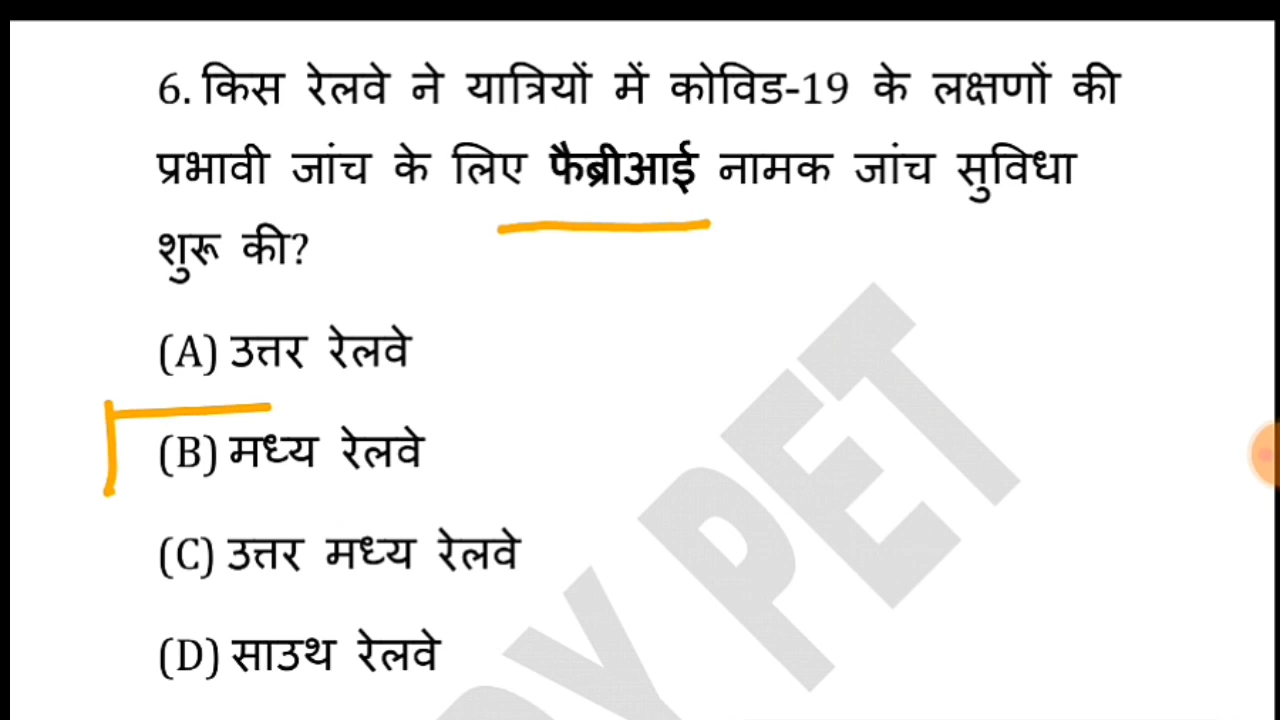 6. किस रेलवे ने यात्रियों में कोविड-19 के लक्षणों की
प्रभावी जांच के लिए फैब्रीआई नामक जांच सुविधा
शुरू की?
(A) उत्तर रेलवे
(B) मध्य रेलवे
(C) उत्तर मध्य रेलवे
(D) साउथ रेलवे
PET